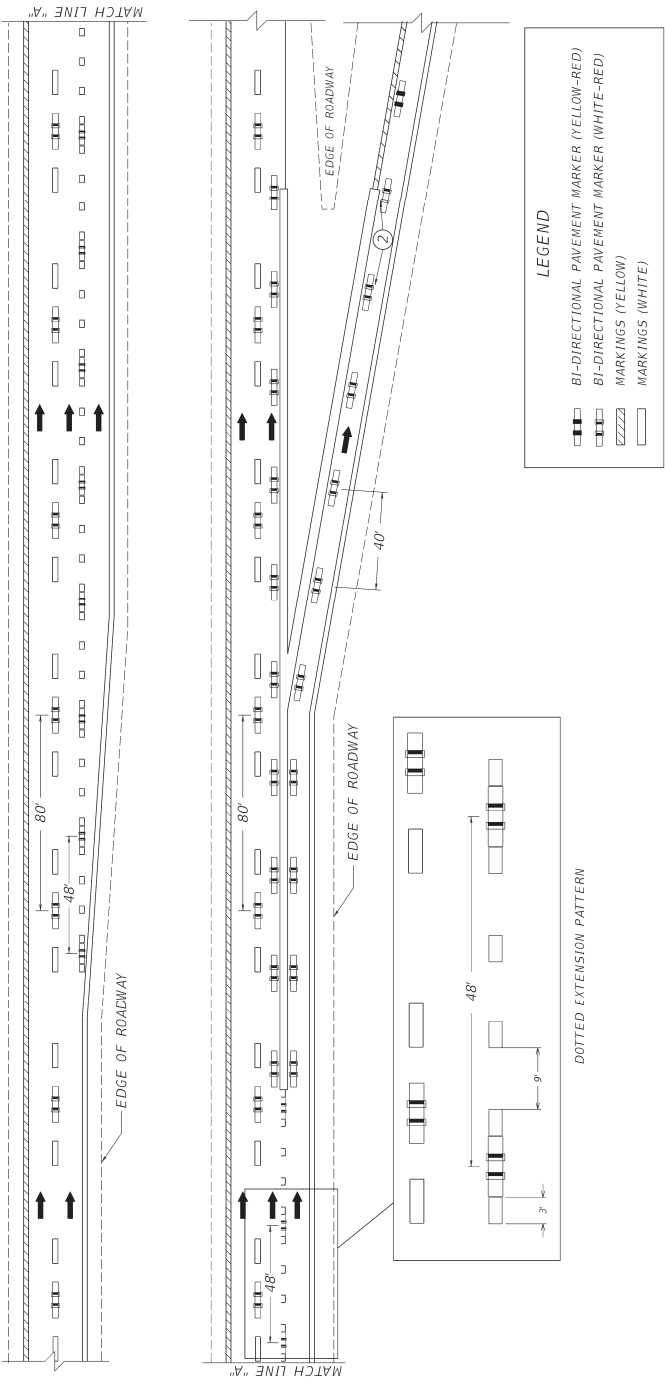 MATCH LINE "A"
80'
48'
EDGE OF ROADWAY
EDGE OF ROADWAY
2
40'
80'
EDGE OF ROADWAY
48'
MATCH LINE "A"
LEGEND
BI-DIRECTIONAL PAVEMENT MARKER (YELLOW-RED)
BI-DIRECTIONAL PAVEMENT MARKER (WHITE-RED)
MARKINGS (YELLOW)
MARKINGS (WHITE)
48'
9'
3'
DOTTED EXTENSION PATTERN